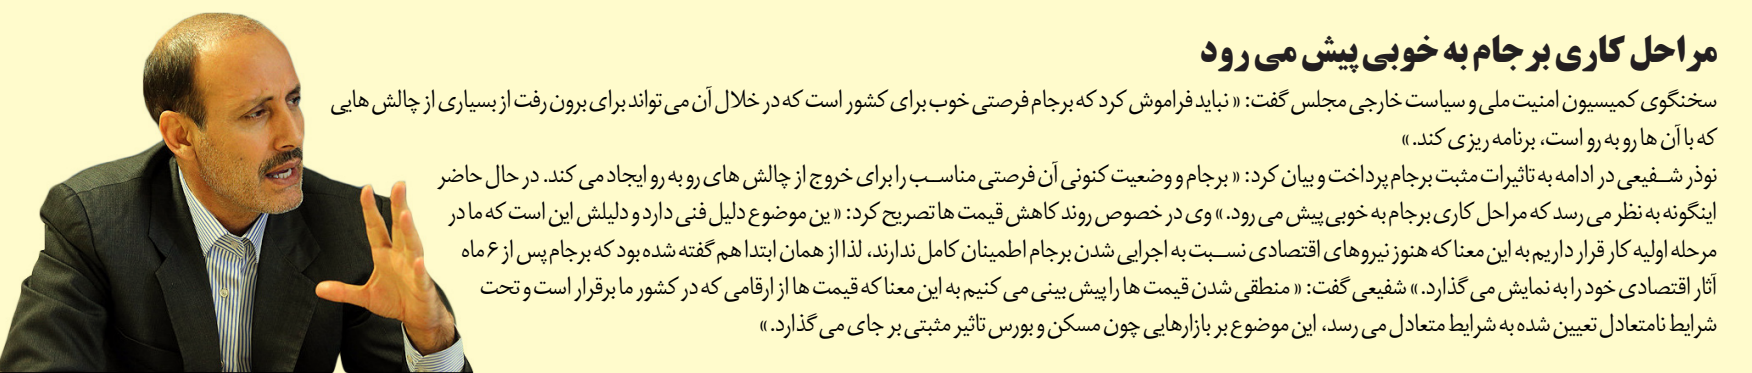 مراحل کاری برجام به خوبی پیش می رود
سخنگوی کمیسیون امنیت ملی و سیاست خارجی مجلس گفت: « نباید فراموش کرد که برجام فرصتی خوب برای کشور است که در خلال آن می تواند برای برون رفت از بسیاری از چالش هایی
که با آن ها رو به رو است، برنامه ریزی کند.»
نوذر شـفیعی در ادامه به تاثیرات مثبت برجام پرداخت و بیان کرد: « برجام و وضعیت کنونی آن فرصتی مناسـب را برای خروج از چالش های رو به رو ایجاد می کند. در حال حاضر
اینگونه به نظر می رسد که مراحل کاری برجام به خوبی پیش می رود.» وی در خصوص روند کاهش قیمت ها تصریح کرد: « ین موضوع دلیل فنی دارد و دلیلش این است که ما در
مرحله اولیه کار قرار داریم به این معنا که هنوز نیروهای اقتصادی نسـبت به اجرایی شدن برجام اطمینان کامل ندارند، لذا از همان ابتدا هم گفته شده بود که برجام پس از ۶ ماه
آثار اقتصادی خود را به نمایش می گذارد.» شفیعی گفت: « منطقی شدن قیمت ها را پیش بینی می کنیم به این معنا که قیمت ها از ارقامی که در کشور ما برقرار است و تحت
شرایط نامتعادل تعیین شده به شرایط متعادل می رسد، این موضوع بر بازارهایی چون مسکن و بورس تاثیر مثبتی بر جای می گذارد.»